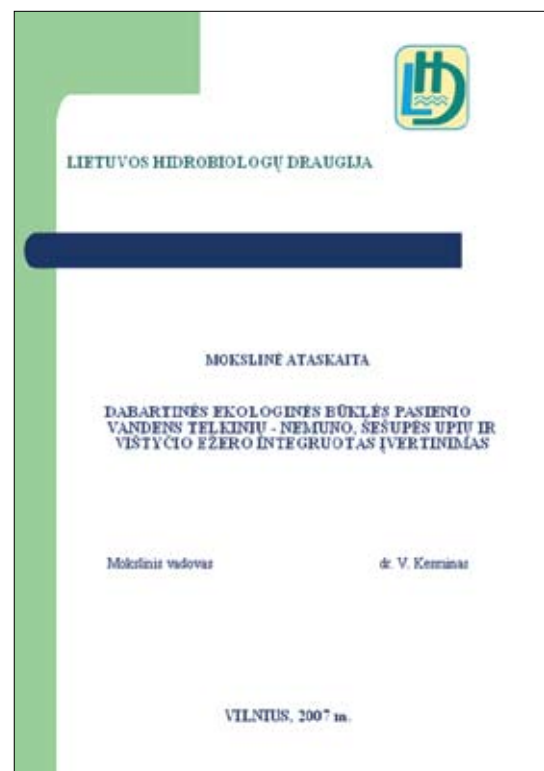 LHD
LIETUVOS HIDROBIOLOGŲ DRAUGIJA
MOKSLINĖ ATASKAITA
DABARTINĖS EKOLOGINĖS BŪKLĖS PASIENIO
VANDENS TELKINIŲ - NEMUNO, ŠEŠUPĖS UPIŲ IR
VIŠTYČIO EŽERO INTEGRUOTAS ĮVERTINIMAS
Mokslinis vadovas dr. V. Kesminas
VILNIUS, 2007 m.